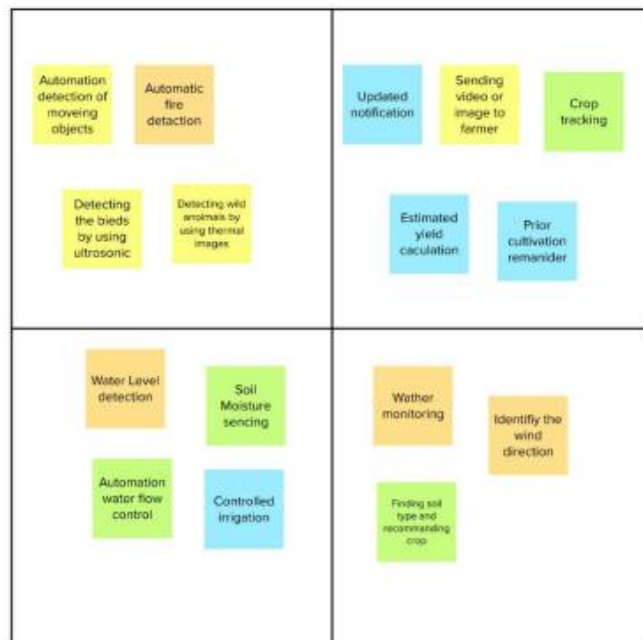 Automation
detection of
moveing
objects
Automatic
fire
detaction
Detecting
the bieds
by using
ultrosonic
Detecting wild
anolmals by
using thermal
images
Updated
notification
Sending
video or
image to
farmer
Crop
tracking
Estimated
yield
caculation
Prior
cultivation
remanider
Water Level
detection
Soil
Moisture
sencing
Automation
water flow
control
Controlled
irrigation
Wather
monitoring
Identifiy the
wind
direction
Finding soil
type and
recommanding
crop